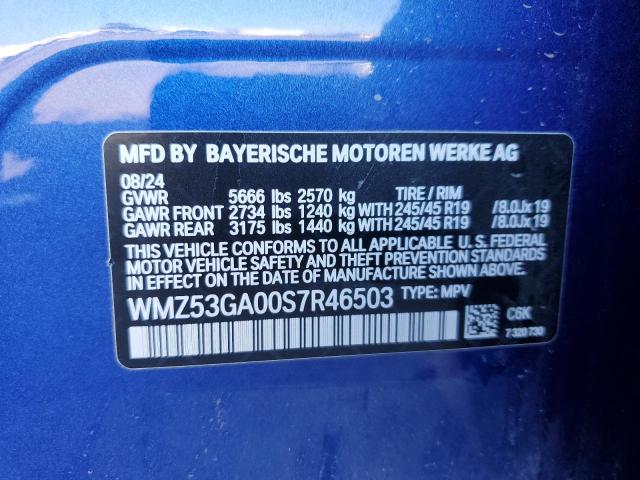 MFD BY BAYERISCHE MOTOREN WERKE AG
08/24
GVWR 5666 lbs 2570 kg TIRE / RIM
GAWR FRONT 2734 lbs 1240 kg WITH 245/45 R19 /8.0Jx19
GAWR REAR 3175 lbs 1440 kg WITH 245/45 R19 /8.0Jx19
THIS VEHICLE CONFORMS TO ALL APPLICABLE U. S. FEDERAL
MOTOR VEHICLE SAFETY AND THEFT PREVENTION STANDARDS
IN EFFECT ON THE DATE OF MANUFACTURE SHOWN ABOVE.
WMZ53GA00S7R46503 TYPE: MPV
C6K
7 320 730